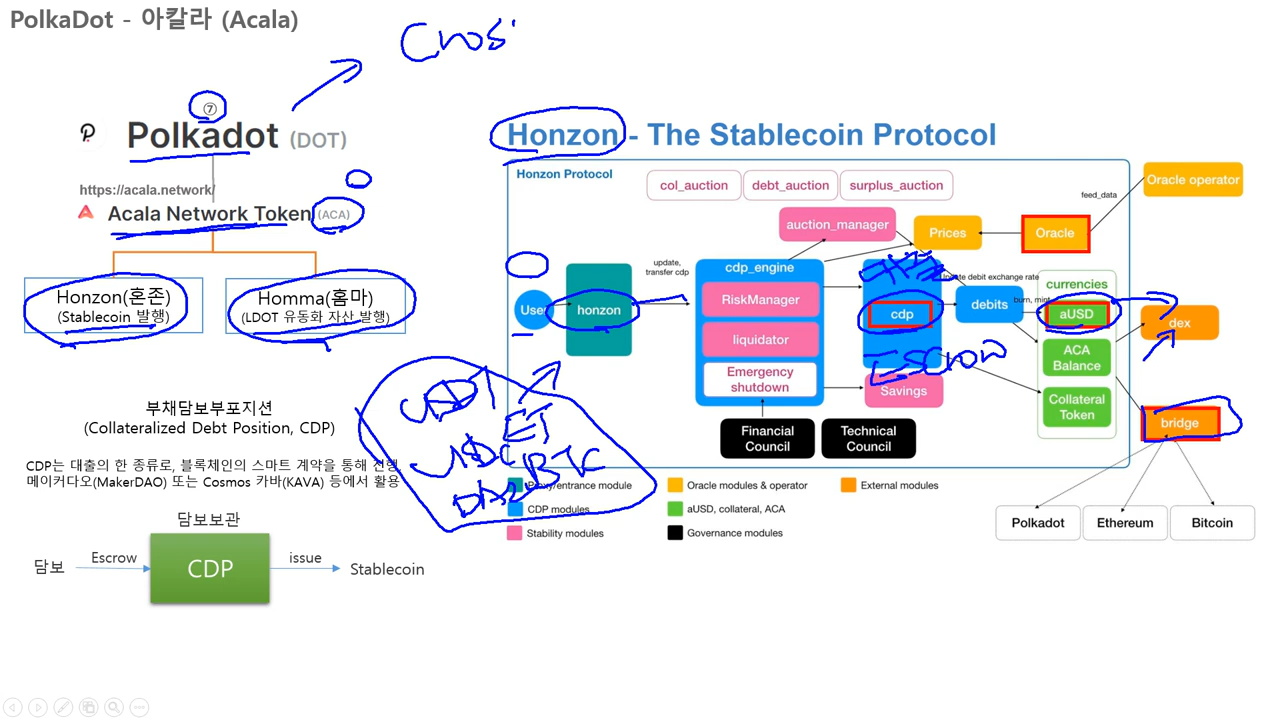 PolkaDot - 아칼라 (Acala)
⑦
Polkadot (DOT)
https://acala.network/
Acala Network Token (ACA)
Honzon(혼존)
(Stablecoin 발행)
Homma(홈마)
(LDOT 유동화 자산 발행)
부채담보부포지션
(Collateralized Debt Position, CDP)
CDP는 대출의 한 종류로, 블록체인의 스마트 계약을 통해 진행
메이커다오(MakerDAO) 또는 Cosmos 카바(KAVA) 등에서 활용
담보보관
담보
Escrow
CDP
issue
Stablecoin
Honzon - The Stablecoin Protocol
Honzon Protocol
col_auction
debt_auction
surplus_auction
Oracle operator
feed_data
auction_manager
Prices
Oracle
update,
transfer cdp
cdp_engine
RiskManager
liquidator
Emergency
shutdown
User
honzon
cdp
debit exchange rate
debits
burn, mint
currencies
aUSD
dex
ACA
Balance
Collateral
Token
Savings
Escrow
bridge
Financial
Council
Technical
Council
Polkadot
Ethereum
Bitcoin
entrance module
CDP modules
Stability modules
Oracle modules & operator
aUSD, collateral, ACA
Governance modules
External modules